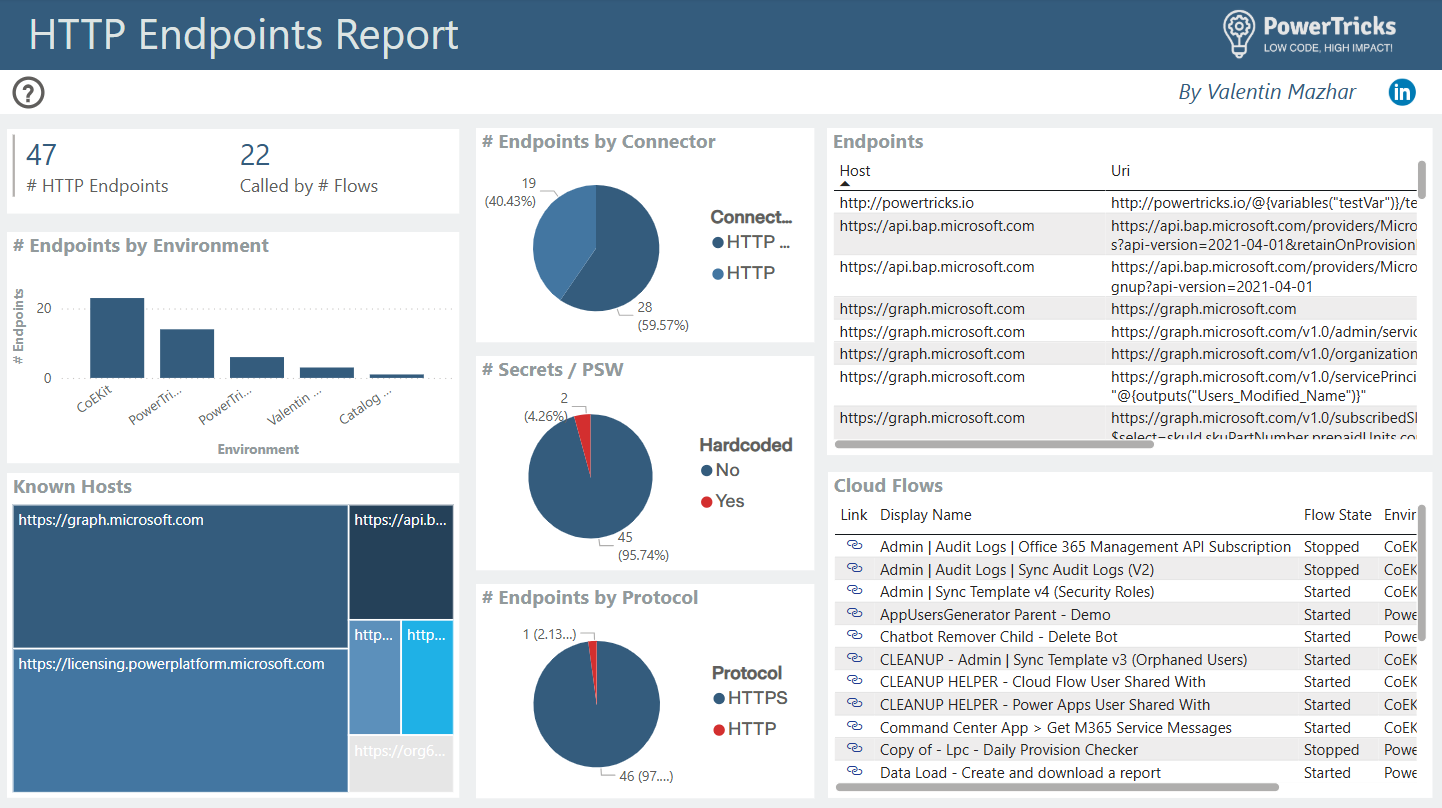 HTTP Endpoints Report
PowerTricks
LOW CODE, HIGH IMPACT!
?
By Valentin Mazhar
in
47
# HTTP Endpoints
22
Called by # Flows
# Endpoints by Environment
# Endpoints
20
0
CoEKit
PowerTri...
PowerTri...
Valentin ...
Catalog ...
Environment
Known Hosts
https://graph.microsoft.com
https://api.b...
http...
http...
https://licensing.powerplatform.microsoft.com
https://org6...
# Endpoints by Connector
19
(40.43%)
28
(59.57%)
Connect...
HTTP ...
HTTP
# Secrets / PSW
2
(4.26%)
45
(95.74%)
Hardcoded
No
Yes
# Endpoints by Protocol
1 (2.13...)
46 (97....)
Protocol
HTTPS
HTTP
Endpoints
Host Uri
http://powertricks.io http://powertricks.io/@{variables("testVar")}/te
https://api.bap.microsoft.com https://api.bap.microsoft.com/providers/Micro
s?api-version=2021-04-01&retainOnProvision
https://api.bap.microsoft.com https://api.bap.microsoft.com/providers/Micro
gnup?api-version=2021-04-01
https://graph.microsoft.com https://graph.microsoft.com
https://graph.microsoft.com https://graph.microsoft.com/v1.0/admin/servic
https://graph.microsoft.com https://graph.microsoft.com/v1.0/organization
https://graph.microsoft.com https://graph.microsoft.com/v1.0/servicePrinci
"@{outputs("Users_Modified_Name")}"
https://graph.microsoft.com https://graph.microsoft.com/v1.0/subscribedSl
$select=skuId,skuPartNumber,prepaidUnits,co
Cloud Flows
Link Display Name Flow State Envir
Admin | Audit Logs | Office 365 Management API Subscription Stopped CoEK
Admin | Audit Logs | Sync Audit Logs (V2) Stopped CoEK
Admin | Sync Template v4 (Security Roles) Started CoEK
AppUsersGenerator Parent - Demo Started Powe
Chatbot Remover Child - Delete Bot Started Powe
CLEANUP - Admin | Sync Template v3 (Orphaned Users) Started CoEK
CLEANUP HELPER - Cloud Flow User Shared With Started CoEK
CLEANUP HELPER - Power Apps User Shared With Started CoEK
Command Center App > Get M365 Service Messages Started CoEK
Copy of - Lpc - Daily Provision Checker Stopped Powe
Data Load - Create and download a report Started Powe